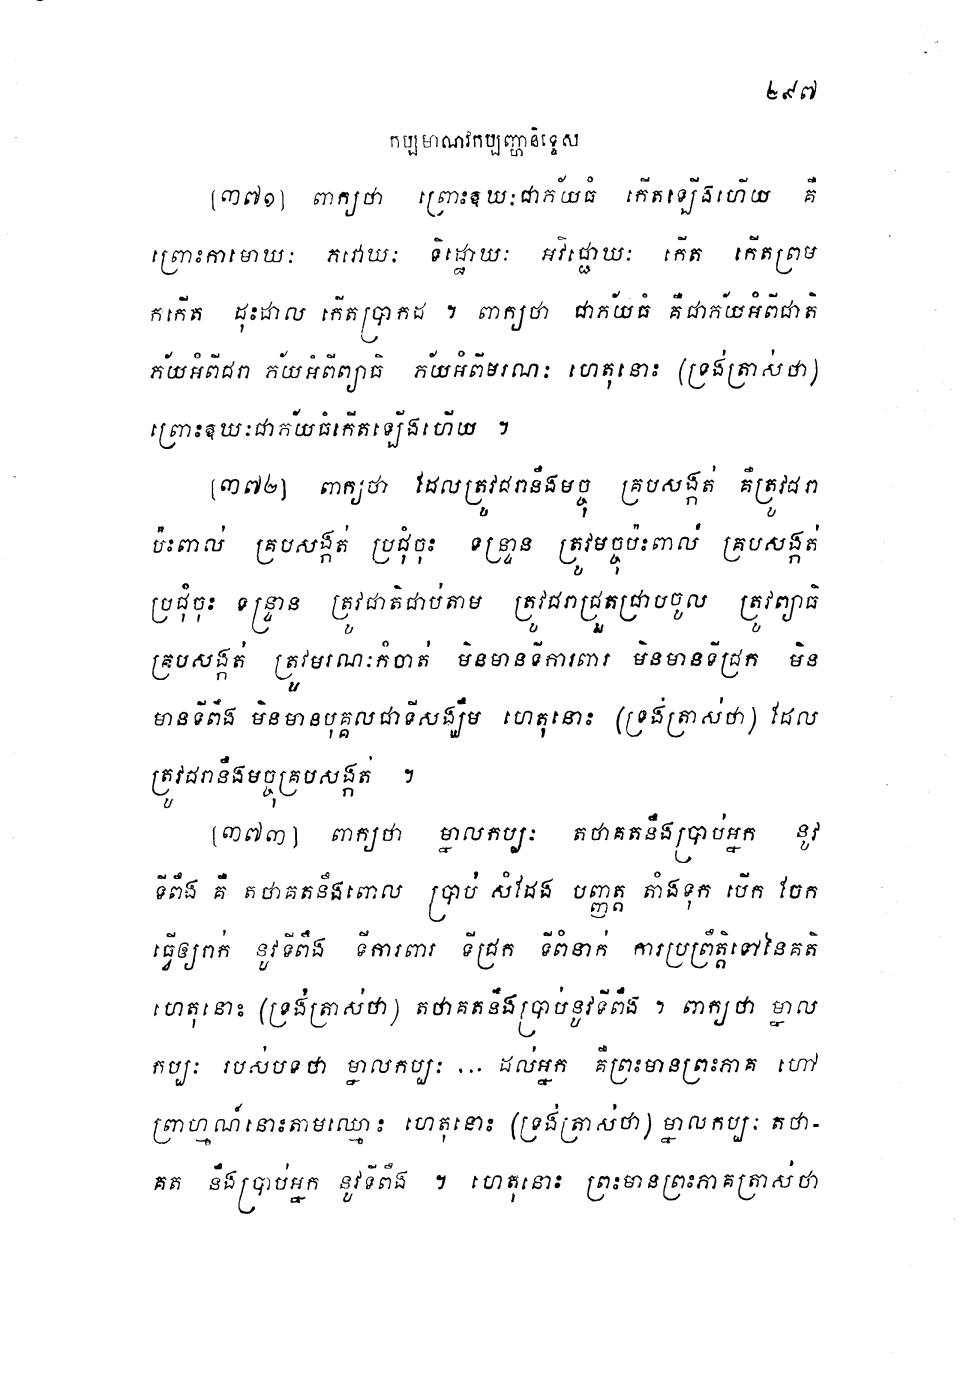 ២៩៧
កប្បមាណវកប្បញ្ហានិទ្ទេស
[៣៧១] ពាក្យថា ព្រោះឱឃៈជាភ័យធំ កើតឡើងហើយ គឺ
ព្រោះកាមោឃៈ ភវោឃៈ ទិដ្ឋោឃៈ អវិជ្ជោឃៈ កើត កើតព្រម
កកើត ដុះដាល កើតប្រាកដ ។ ពាក្យថា ជាភ័យធំ គឺជាភ័យអំពីជាតិ
ភ័យអំពីជរា ភ័យអំពីព្យាធិ ភ័យអំពីមរណៈ ហេតុនោះ (ទ្រង់ត្រាស់ថា)
ព្រោះឱឃៈជាភ័យធំកើតឡើងហើយ ។
[៣៧២] ពាក្យថា ដែលត្រូវជរានឹងមច្ចុ គ្របសង្កត់ គឺត្រូវជរា
ប៉ះពាល់ គ្របសង្កត់ ប្រជុំចុះ ទន្ទ្រាន ត្រូវមច្ចុប៉ះពាល់ គ្របសង្កត់
ប្រជុំចុះ ទន្ទ្រាន ត្រូវជាតិជាប់តាម ត្រូវជរាជ្រួតជ្រាបចូល ត្រូវព្យាធិ
គ្របសង្កត់ ត្រូវមរណៈកំចាត់ មិនមានទីការពារ មិនមានទីជ្រក មិន
មានទីពឹង មិនមានបុគ្គលជាទីសង្ឃឹម ហេតុនោះ (ទ្រង់ត្រាស់ថា) ដែល
ត្រូវជរានឹងមច្ចុគ្របសង្កត់ ។
[៣៧៣] ពាក្យថា ម្នាលកប្បៈ តថាគតនឹងប្រាប់អ្នក នូវ
ទីពឹង គឺ តថាគតនឹងពោល ប្រាប់ សំដែង បញ្ញត្ត តាំងទុក បើក ចែក
ធ្វើឲ្យរាក់ នូវទីពឹង ទីការពារ ទីជ្រក ទីពំនាក់ ការប្រព្រឹត្តិទៅនៃគតិ
ហេតុនោះ (ទ្រង់ត្រាស់ថា) តថាគតនឹងប្រាប់នូវទីពឹង ។ ពាក្យថា ម្នាល
កប្បៈ របស់បទថា ម្នាលកប្បៈ ... ដល់អ្នក គឺព្រះមានព្រះភាគ ហៅ
ព្រាហ្មណ៍នោះតាមឈ្មោះ ហេតុនោះ (ទ្រង់ត្រាស់ថា) ម្នាលកប្បៈ តថា-
គត នឹងប្រាប់អ្នក នូវទីពឹង ។ ហេតុនោះ ព្រះមានព្រះភាគត្រាស់ថា